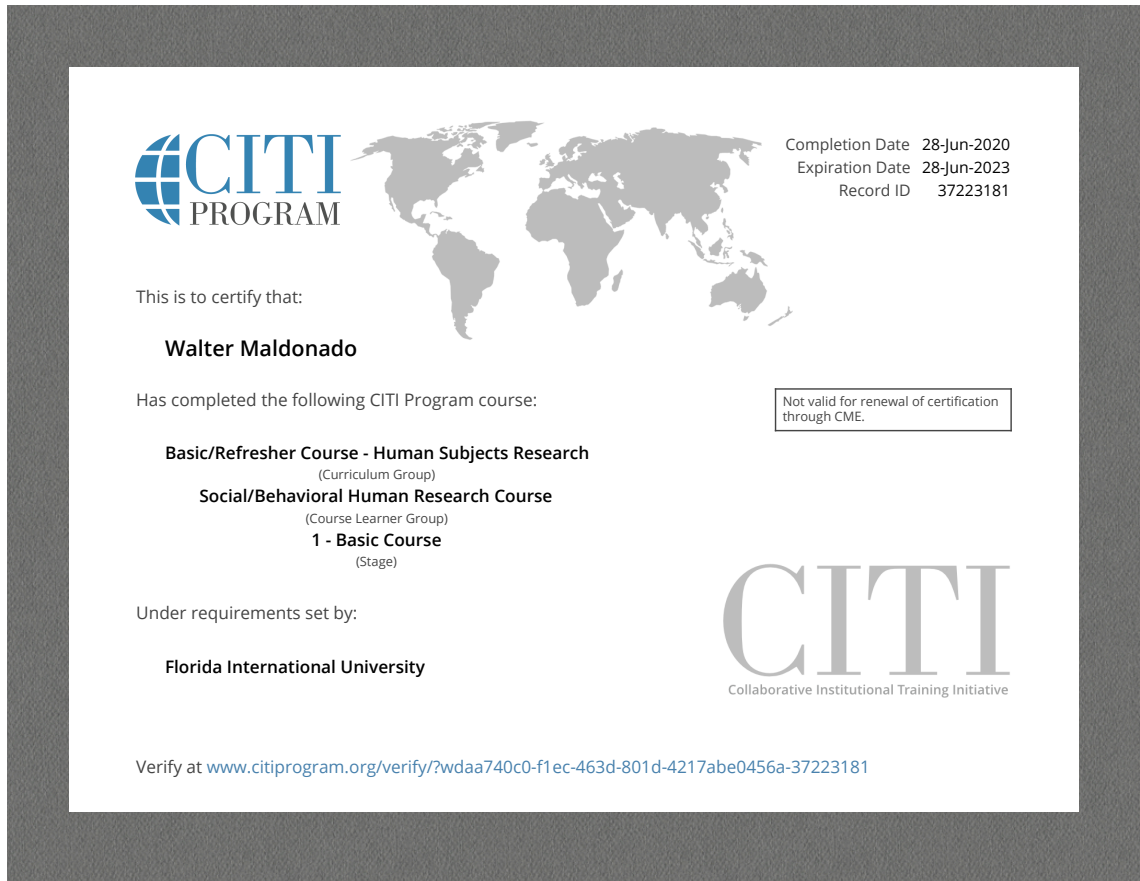 CITI
PROGRAM
Completion Date 28-Jun-2020
Expiration Date 28-Jun-2023
Record ID 37223181
This is to certify that:
Walter Maldonado
Has completed the following CITI Program course:
Not valid for renewal of certification
through CME.
Basic/Refresher Course - Human Subjects Research
(Curriculum Group)
Social/Behavioral Human Research Course
(Course Learner Group)
1 - Basic Course
(Stage)
Under requirements set by:
Florida International University
CITI
Collaborative Institutional Training Initiative
Verify at www.citiprogram.org/verify/?wdaa740c0-f1ec-463d-801d-4217abe0456a-37223181